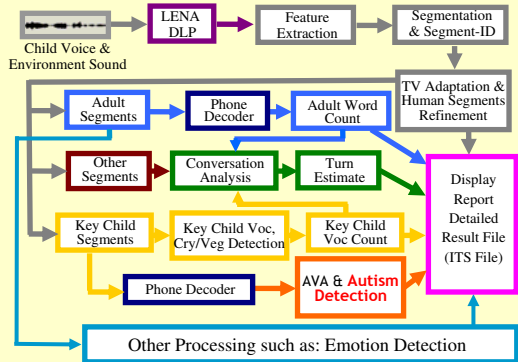 Child Voice &
Environment Sound
LENA
DLP
Feature
Extraction
Segmentation
& Segment-ID
TV Adaptation &
Human Segments
Refinement
Adult
Segments
Phone
Decoder
Adult Word
Count
Other
Segments
Conversation
Analysis
Turn
Estimate
Display
Report
Detailed
Result File
(ITS File)
Key Child
Segments
Key Child Voc,
Cry/Veg Detection
Key Child
Voc Count
Phone Decoder
AVA & Autism
Detection
Other Processing such as: Emotion Detection